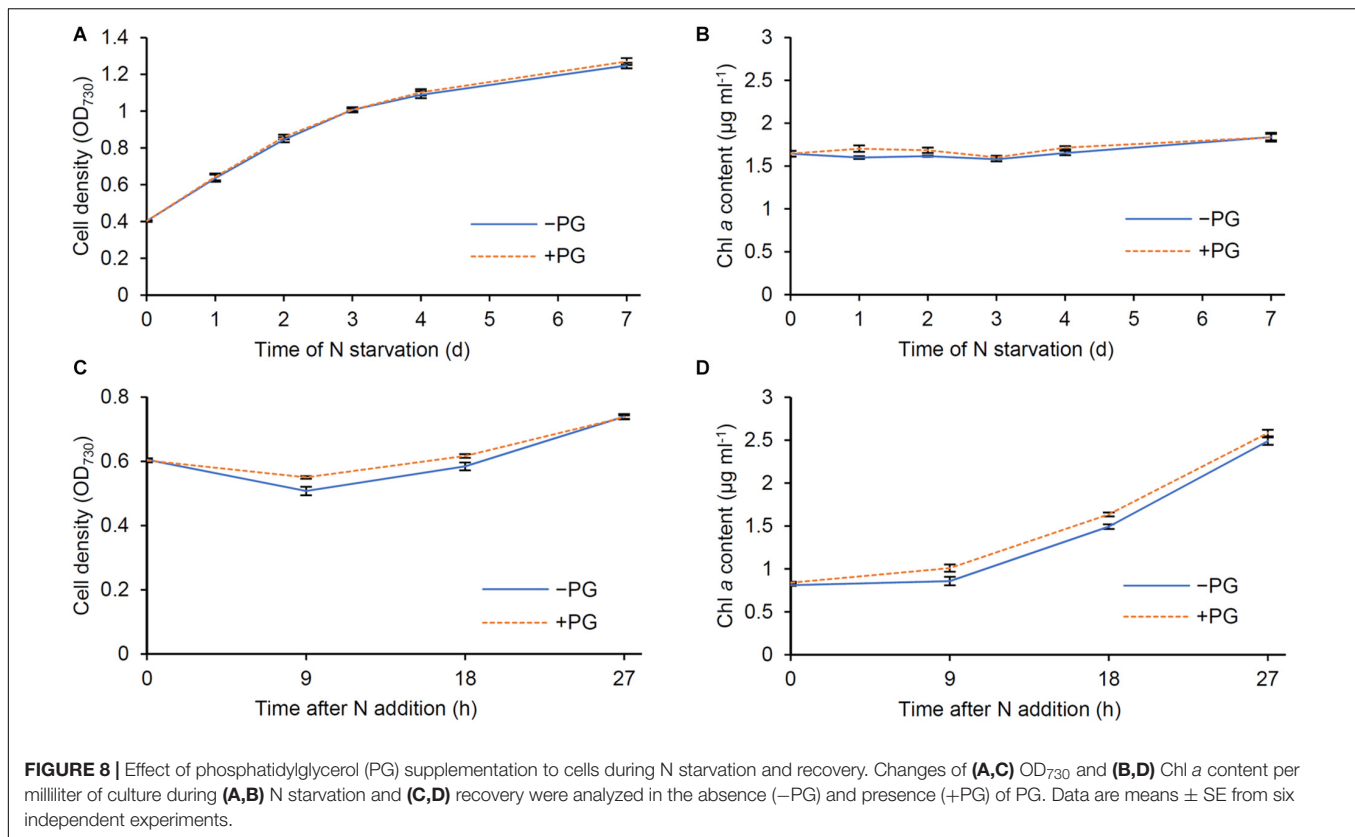 A
Cell density (OD730)
1.4
1.2
1
0.8
0.6
0.4
0.2
0
−PG
+PG
0 1 2 3 4 5 6 7
Time of N starvation (d)
B
Chl a content (µg ml-1)
3
2.5
2
1.5
1
0.5
0
−PG
+PG
0 1 2 3 4 5 6 7
Time of N starvation (d)
C
Cell density (OD730)
0.8
0.6
0.4
0.2
0
−PG
+PG
0 9 18 27
Time after N addition (h)
D
Chl a content (µg ml-1)
3
2.5
2
1.5
1
0.5
0
−PG
+PG
0 9 18 27
Time after N addition (h)
FIGURE 8 | Effect of phosphatidylglycerol (PG) supplementation to cells during N starvation and recovery. Changes of (A,C) OD730 and (B,D) Chl a content per
milliliter of culture during (A,B) N starvation and (C,D) recovery were analyzed in the absence (−PG) and presence (+PG) of PG. Data are means ± SE from six
independent experiments.